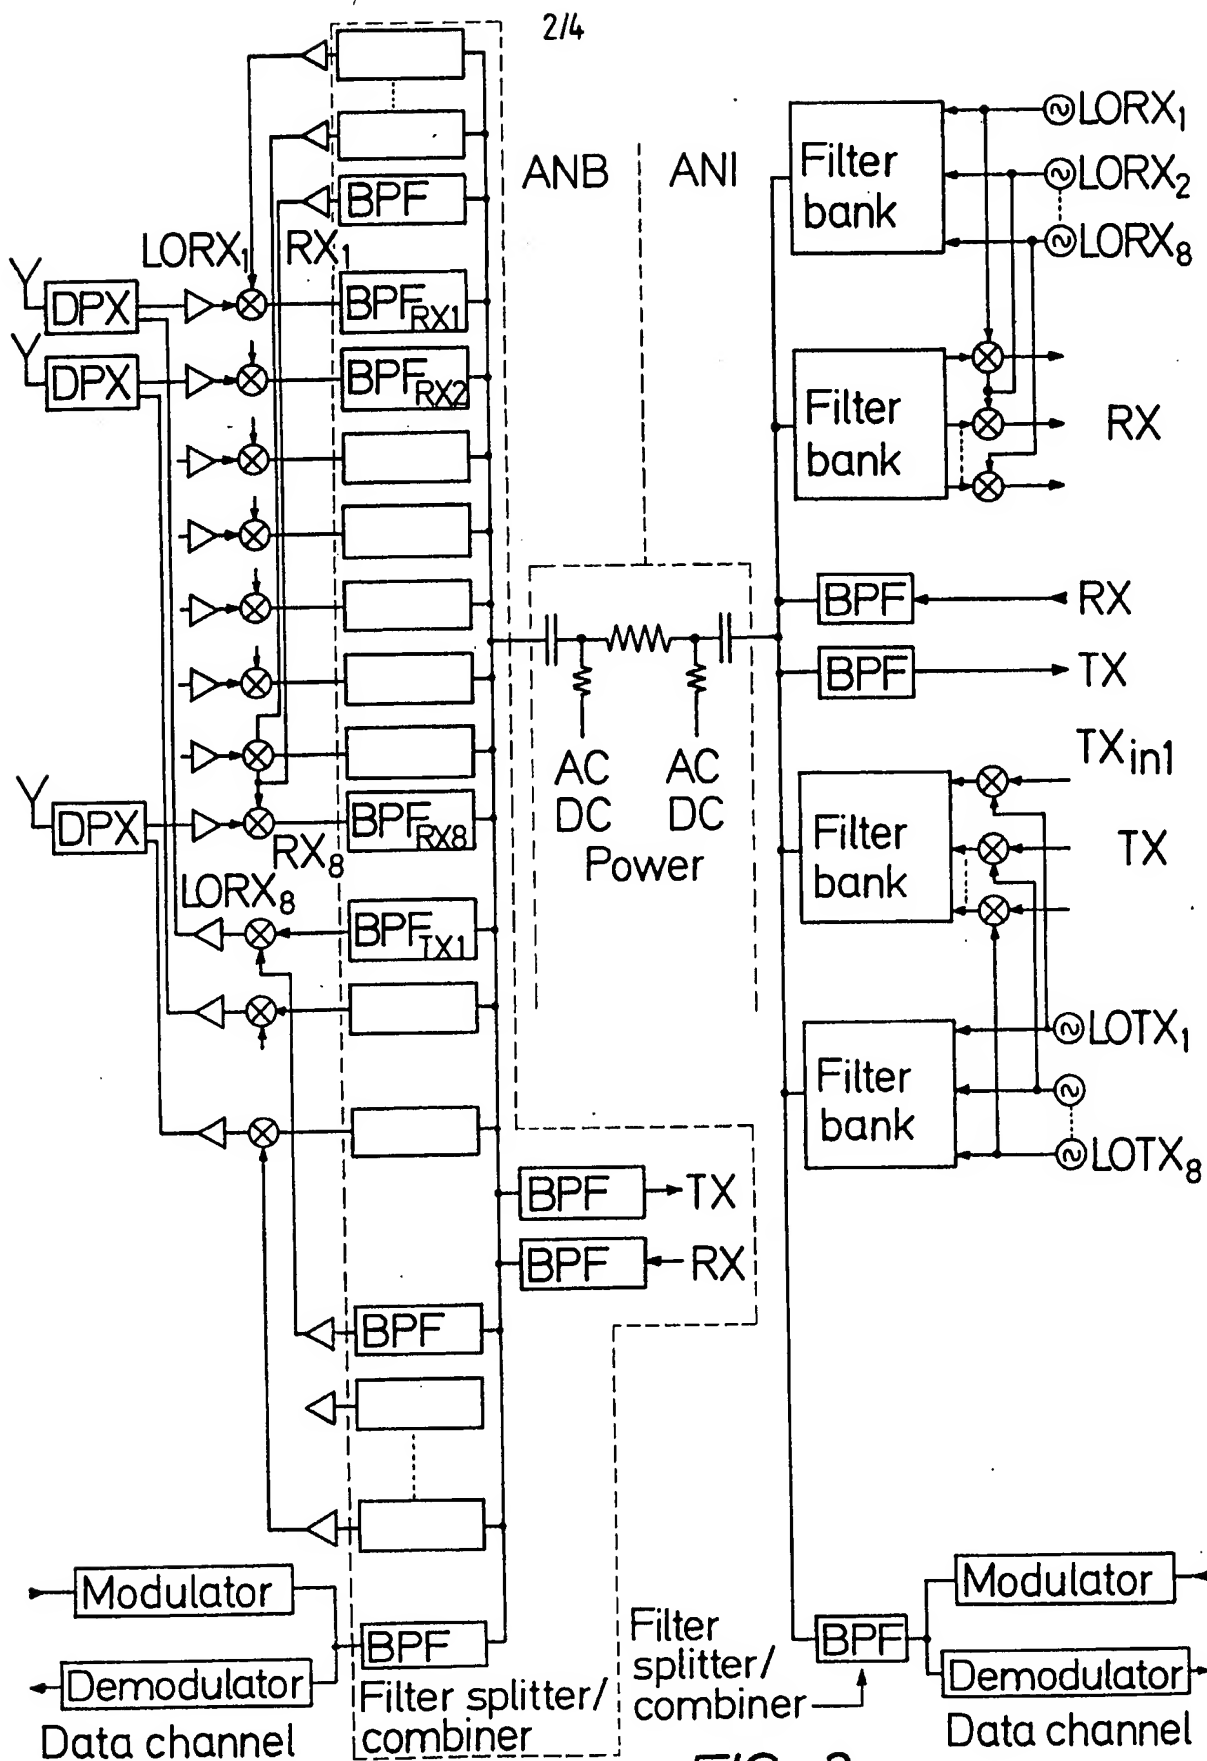 2/4
ANB
ANI
BPF
LORX1
RX1
DPX
BPFRX1
DPX
BPFRX2
DPX
BPFRX8
RX8
LORX8
BPFTX1
BPF
TX
BPF
RX
BPF
Modulator
Demodulator
Data channel
BPF
Filter splitter/
combiner
AC
DC
AC
DC
Power
Filter
bank
LORX1
LORX2
LORX8
Filter
bank
RX
BPF
RX
BPF
TX
TXin1
Filter
bank
TX
Filter
bank
LOTX1
LOTX8
Filter
splitter/
combiner
BPF
Modulator
Demodulator
Data channel